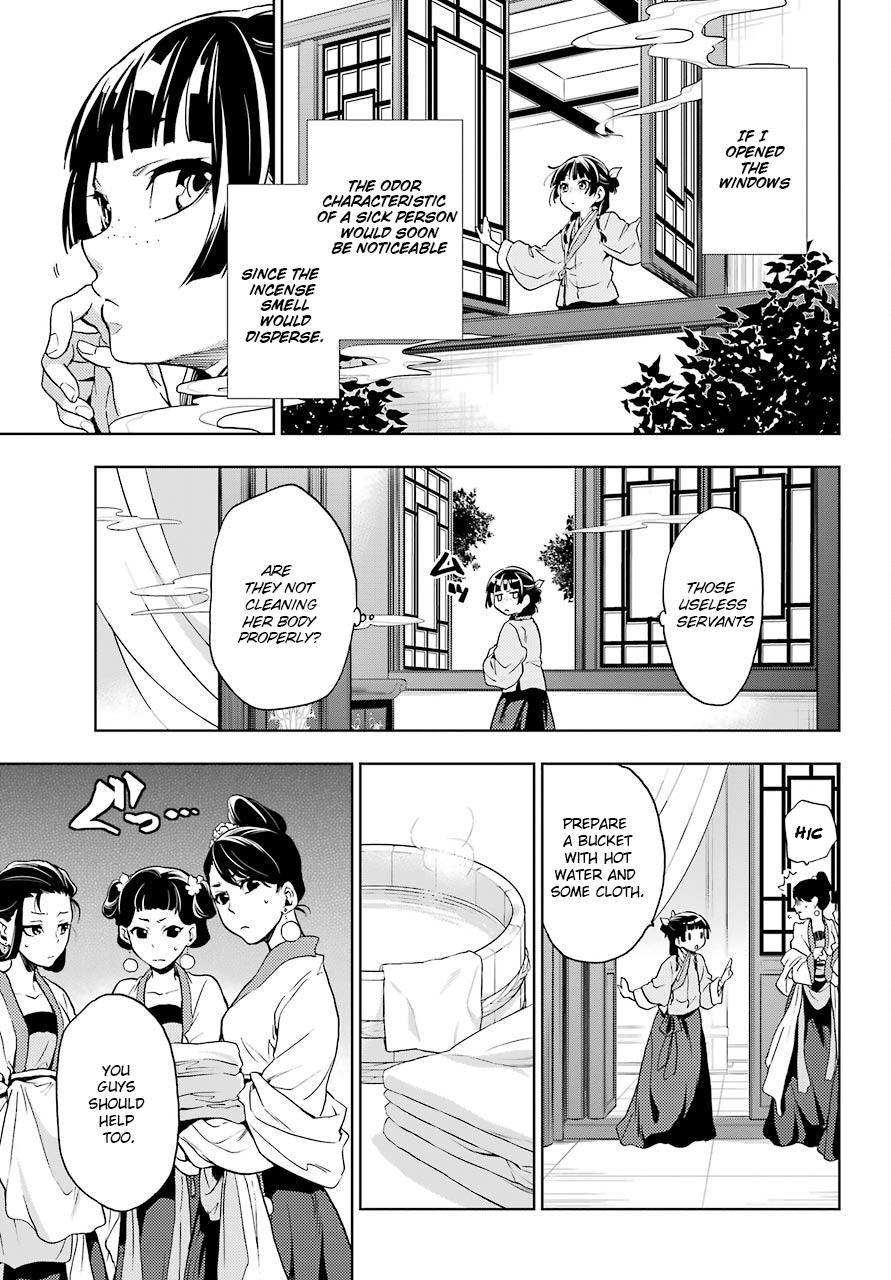 IF I
OPENED
THE
WINDOWS
THE ODOR
CHARACTERISTIC
OF A SICK PERSON
WOULD SOON
BE NOTICEABLE
SINCE THE
INCENSE
SMELL
WOULD
DISPERSE.
THOSE
USELESS
SERVANTS
ムッ
ARE
THEY NOT
CLEANING
HER BODY
PROPERLY?
HIC
PREPARE
A BUCKET
WITH HOT
WATER AND
SOME CLOTH.
ぐっ…
YOU
GUYS
SHOULD
HELP
TOO.